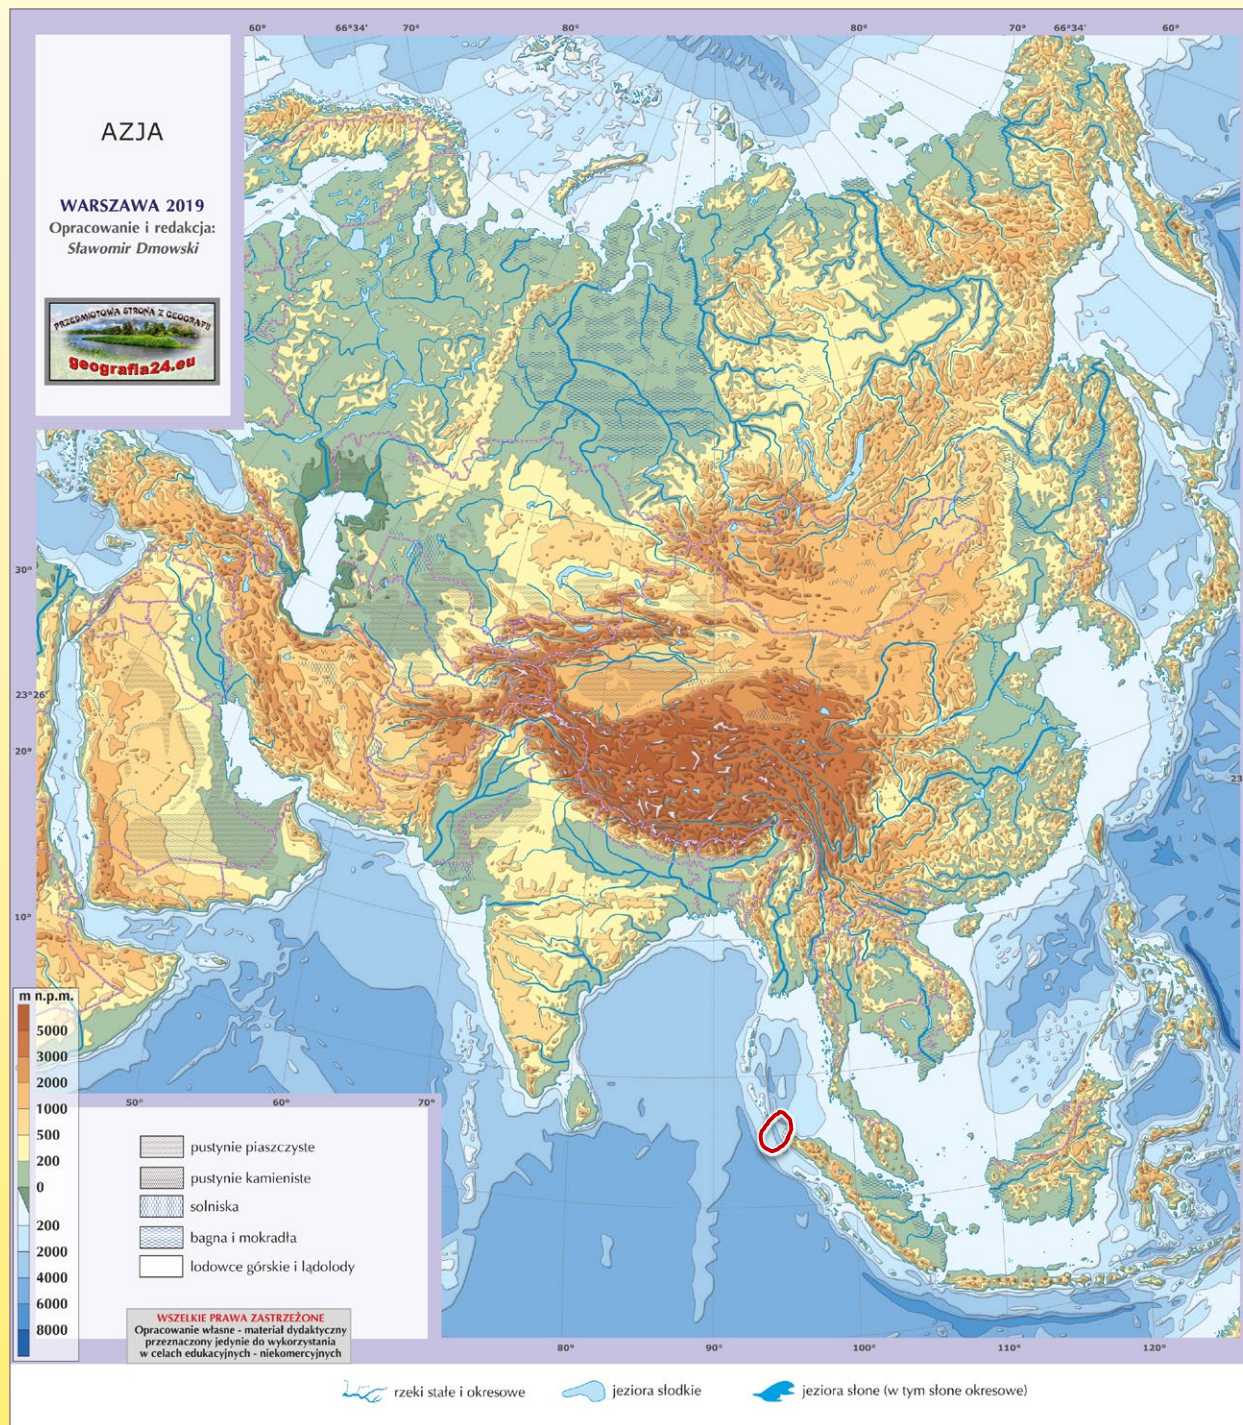 60° 66°34' 70° 80° 80° 70° 66°34' 60°
AZJA
WARSZAWA 2019
Opracowanie i redakcja:
Sławomir Dmowski
PRZEDMIOTOWA STRONA Z GEOGRAFII
geografia24.eu
30°
23°26'
20°
23
10°
m n.p.m.
5000
3000
2000
1000
500
200
0
200
2000
4000
6000
8000
50° 60° 70°
pustynie piaszczyste
pustynie kamieniste
solniska
bagna i mokradła
lodowce górskie i lądolody
WSZELKIE PRAWA ZASTRZEŻONE
Opracowanie własne - materiał dydaktyczny
przeznaczony jedynie do wykorzystania
w celach edukacyjnych - niekomercyjnych
80° 90° 100° 110° 120°
rzeki stałe i okresowe
jeziora słodkie
jeziora słone (w tym słone okresowe)